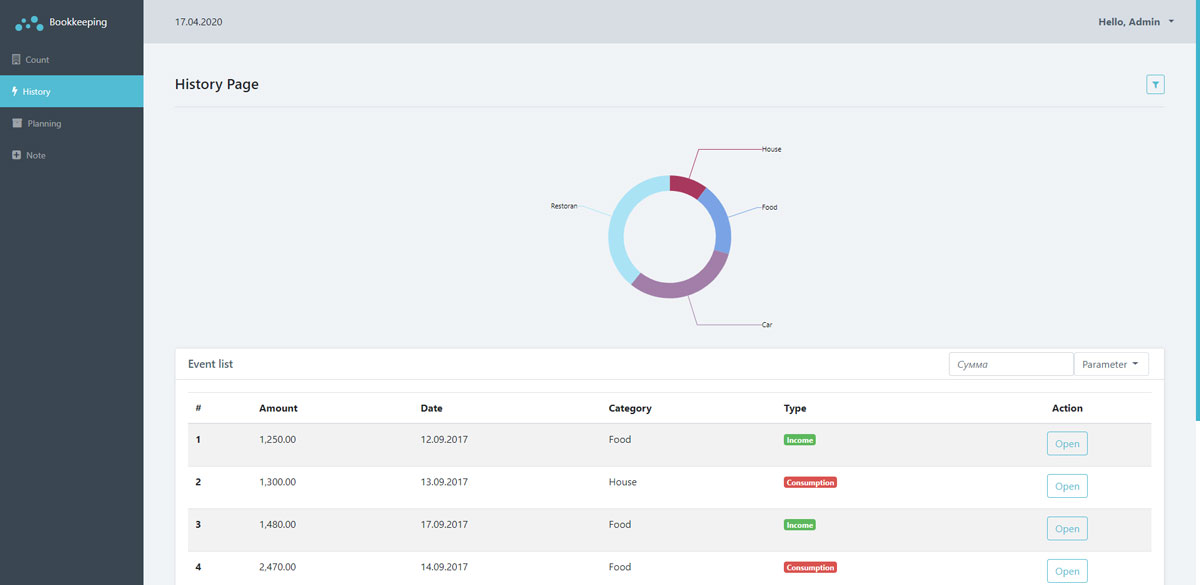 Bookkeeping
17.04.2020
Hello, Admin
Count
History
Planning
Note
History Page
House
Restoran
Food
Car
Event list
Сумма
Parameter
# Amount Date Category Type Action
1 1,250.00 12.09.2017 Food Income Open
2 1,300.00 13.09.2017 House Consumption Open
3 1,480.00 17.09.2017 Food Income Open
4 2,470.00 14.09.2017 Food Consumption Open